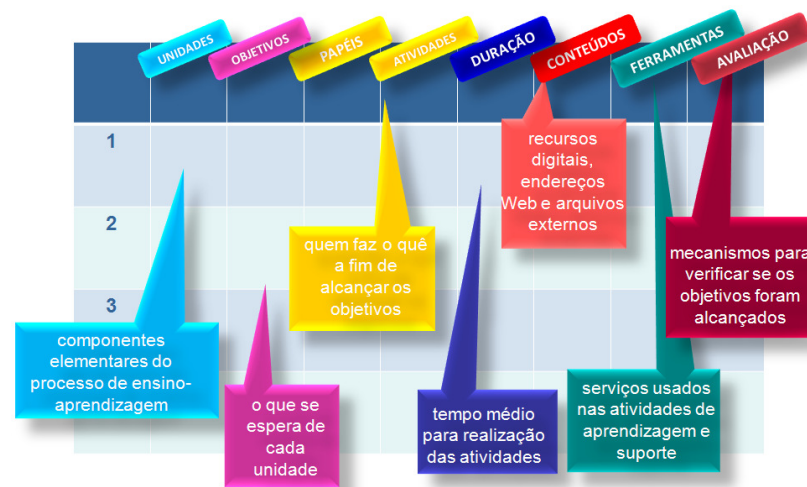 UNIDADES
OBJETIVOS
PAPÉIS
ATIVIDADES
DURAÇÃO
CONTEÚDOS
FERRAMENTAS
AVALIAÇÃO
1
2
3
componentes
elementares do
processo de ensino-
aprendizagem
o que se
espera de
cada
unidade
quem faz o quê
a fim de
alcançar os
objetivos
tempo médio
para realização
das atividades
recursos
digitais,
endereços
Web e arquivos
externos
serviços usados
nas atividades de
aprendizagem e
suporte
mecanismos para
verificar se os
objetivos foram
alcançados